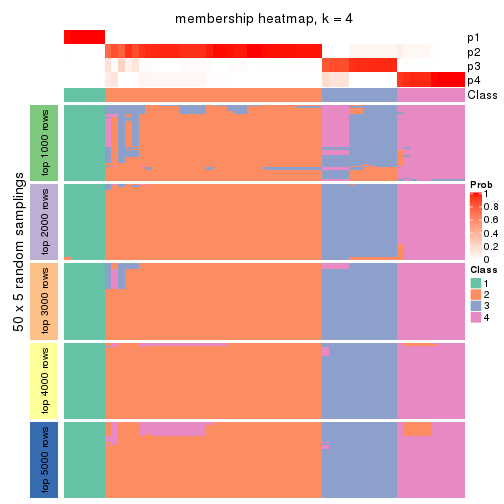 membership heatmap, k = 4
p1
p2
p3
p4
Class
50 x 5 random samplings
top 1000 rows
top 2000 rows
top 3000 rows
top 4000 rows
top 5000 rows
Prob
1
0.8
0.6
0.4
0.2
0
Class
1
2
3
4